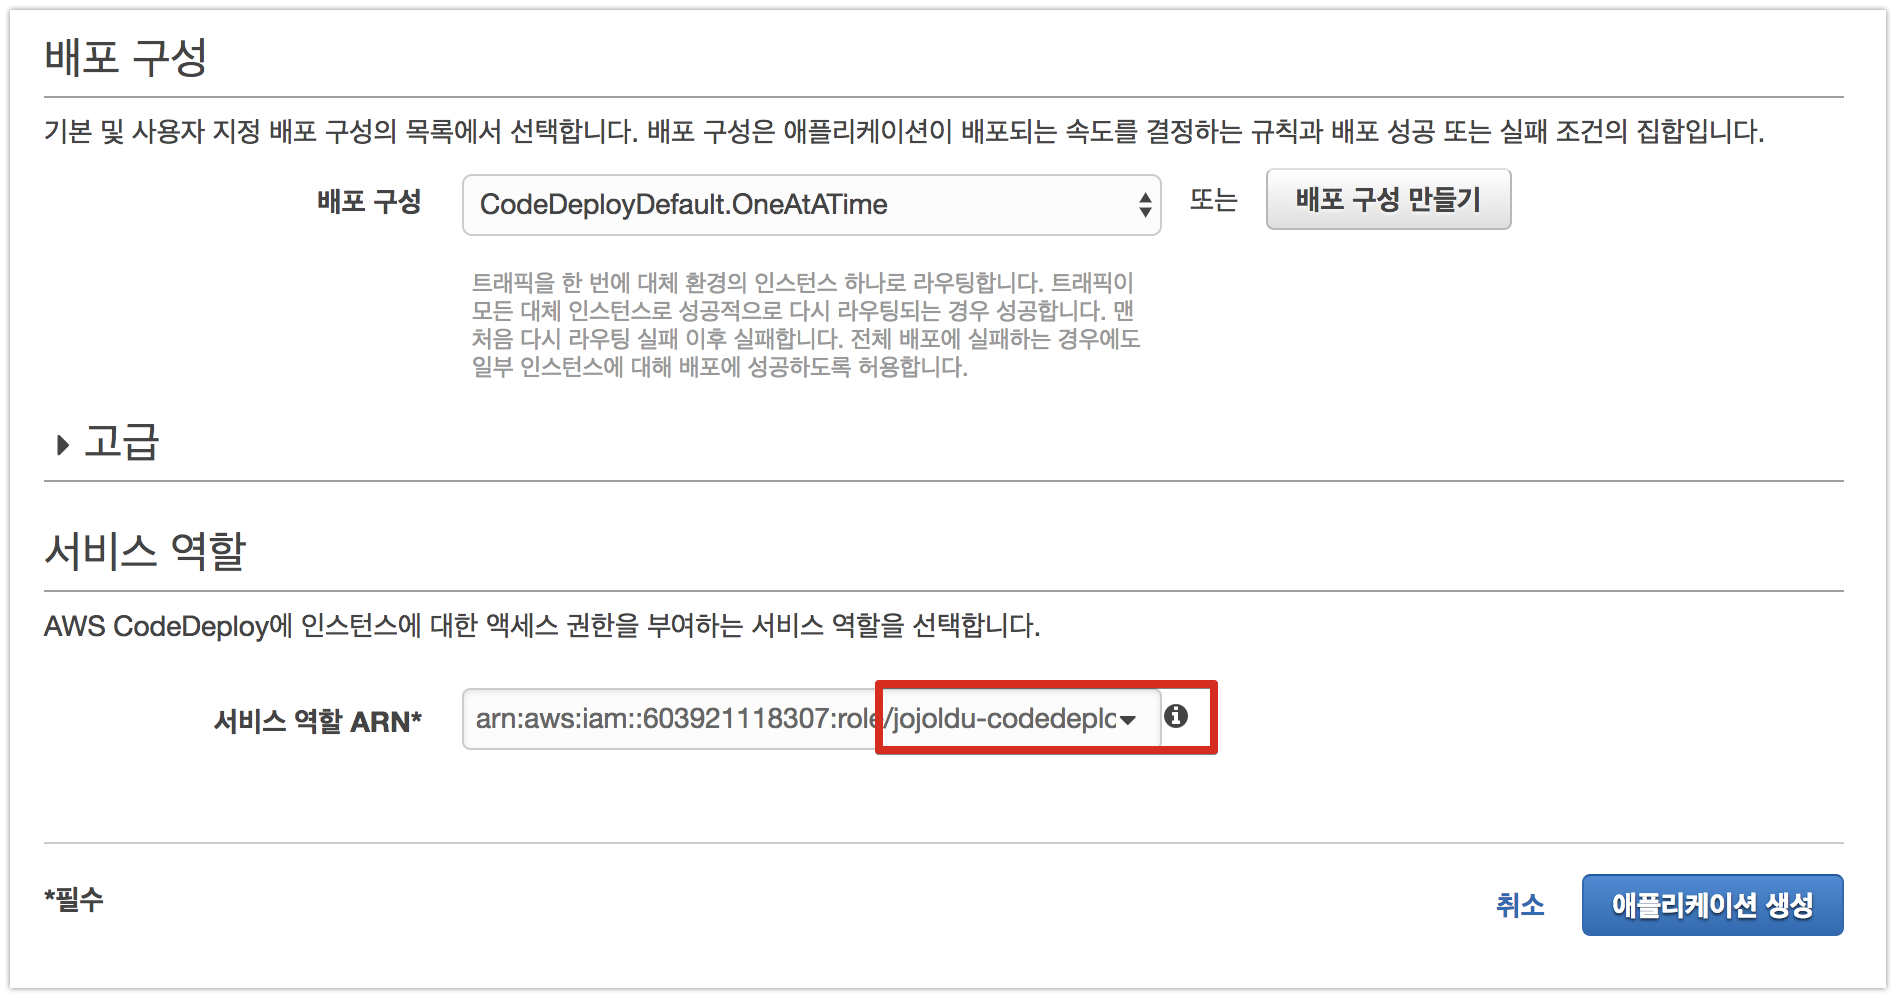 배포 구성
기본 및 사용자 지정 배포 구성의 목록에서 선택합니다. 배포 구성은 애플리케이션이 배포되는 속도를 결정하는 규칙과 배포 성공 또는 실패 조건의 집합입니다.
배포 구성 CodeDeployDefault.OneAtATime 또는 배포 구성 만들기
트래픽을 한 번에 대체 환경의 인스턴스 하나로 라우팅합니다. 트래픽이
모든 대체 인스턴스로 성공적으로 다시 라우팅되는 경우 성공합니다. 맨
처음 다시 라우팅 실패 이후 실패합니다. 전체 배포에 실패하는 경우에도
일부 인스턴스에 대해 배포에 성공하도록 허용합니다.
고급
서비스 역할
AWS CodeDeploy에 인스턴스에 대한 액세스 권한을 부여하는 서비스 역할을 선택합니다.
서비스 역할 ARN* arn:aws:iam::603921118307:role/jojoldu-codedeplo
*필수 취소 애플리케이션 생성